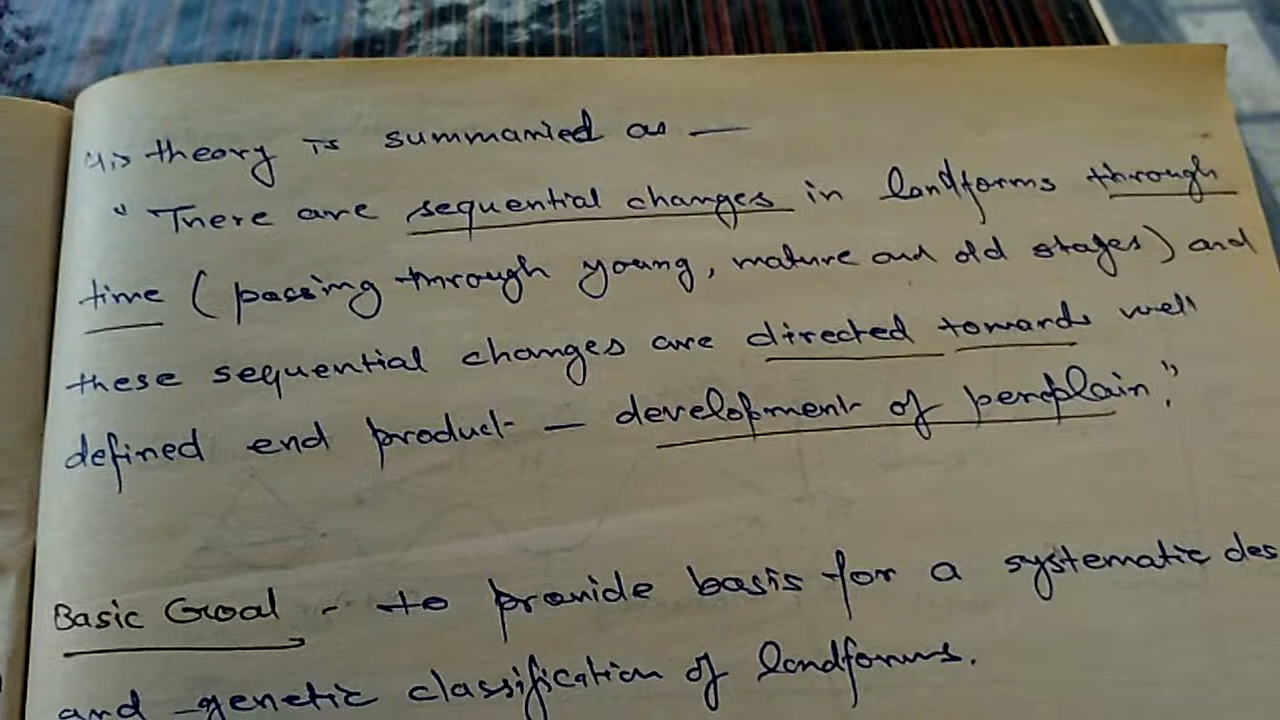 His theory is summaried as —
" There are sequential changes in landforms through
time ( passing through young, mature and old stages) and
these sequential changes are directed towards well
defined end product — development of peneplain".
Basic Goal - to provide basis for a systematic des
and genetic classification of landforms.